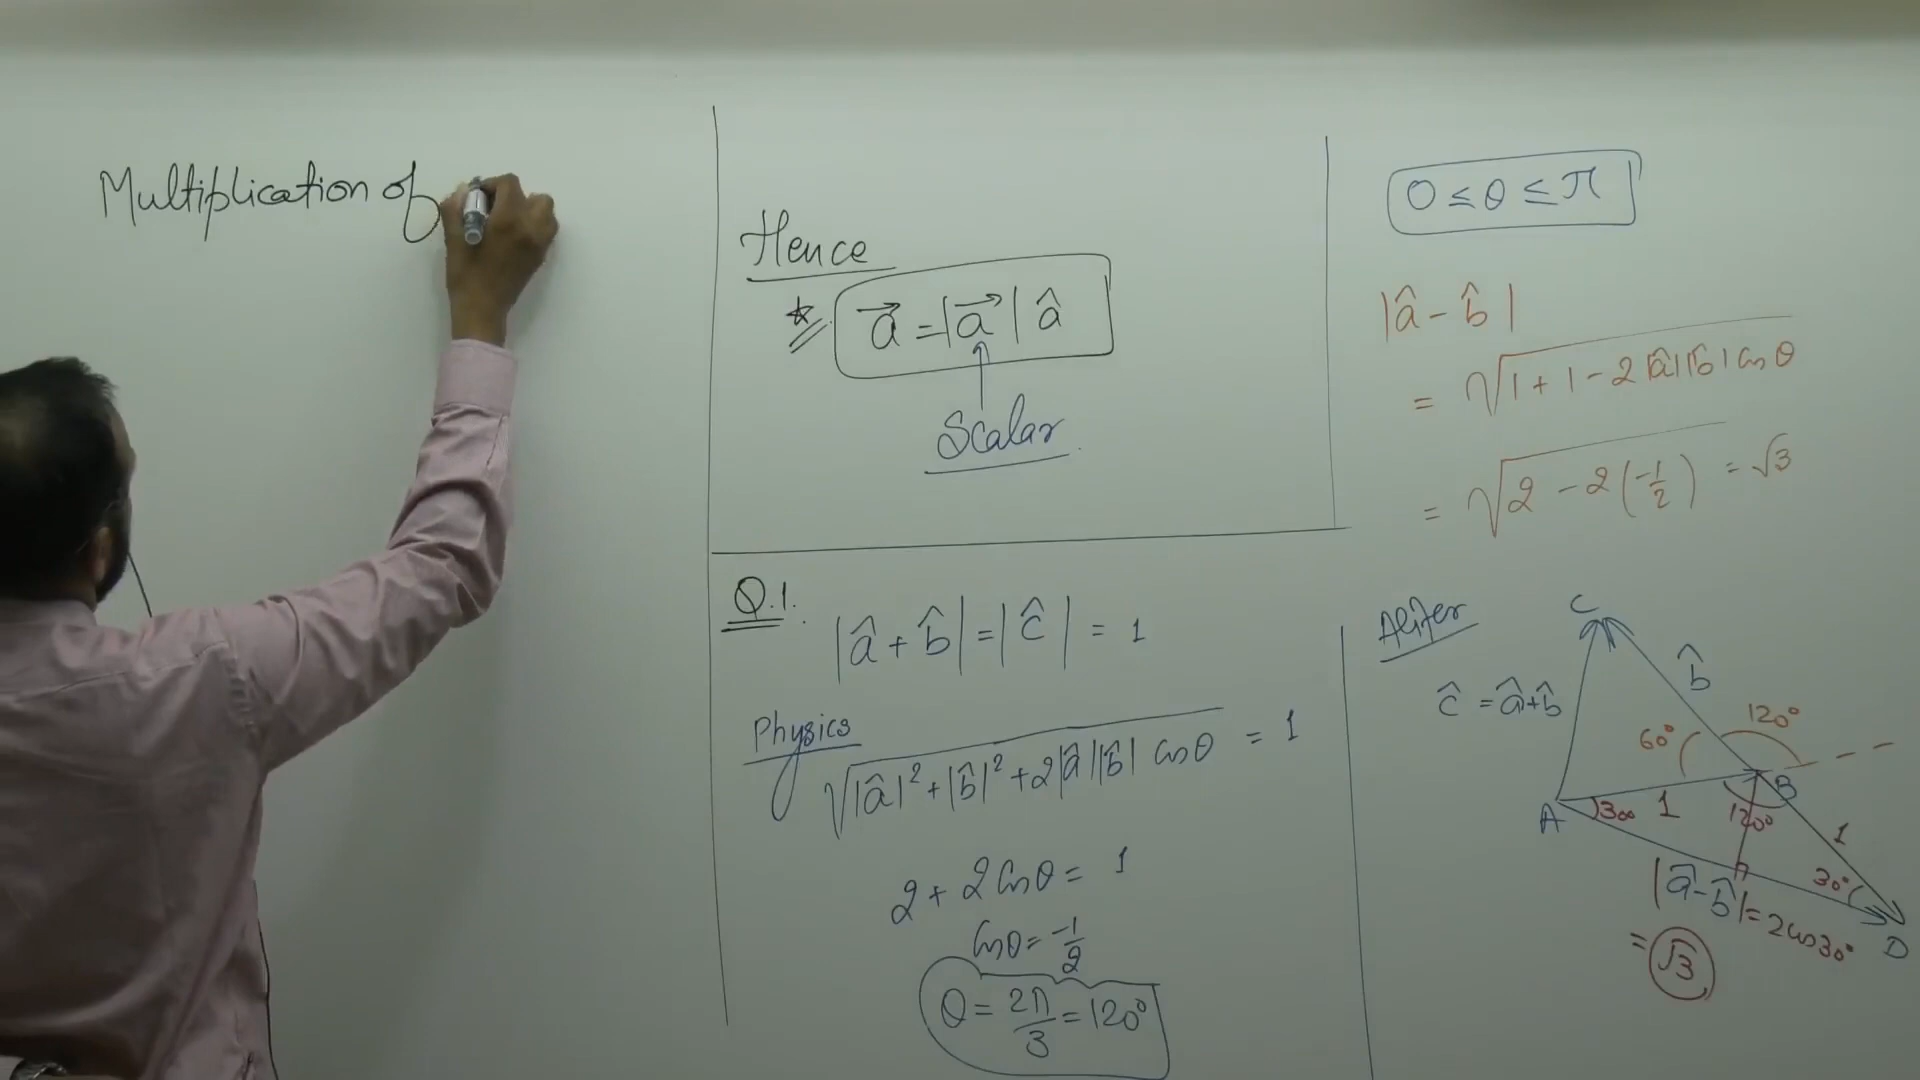 Multiplication of
Hence
* a⃗ = |a⃗| â
Scalar
Q.1.
|â + b̂| = |ĉ| = 1
Physics
√|â|² + |b̂|² + 2|â||b̂| cosθ = 1
2 + 2cosθ = 1
cosθ = -1/2
θ = 2π/3 = 120°
0 ≤ θ ≤ π
|â - b̂|
= √1 + 1 - 2|â||b̂| cosθ
= √2 - 2(-1/2) = √3
ĉ = â + b̂
C
b̂
60°
120°
A
30°
1
B
120°
1
30°
D
|â - b̂| = 2cos30°
= √3